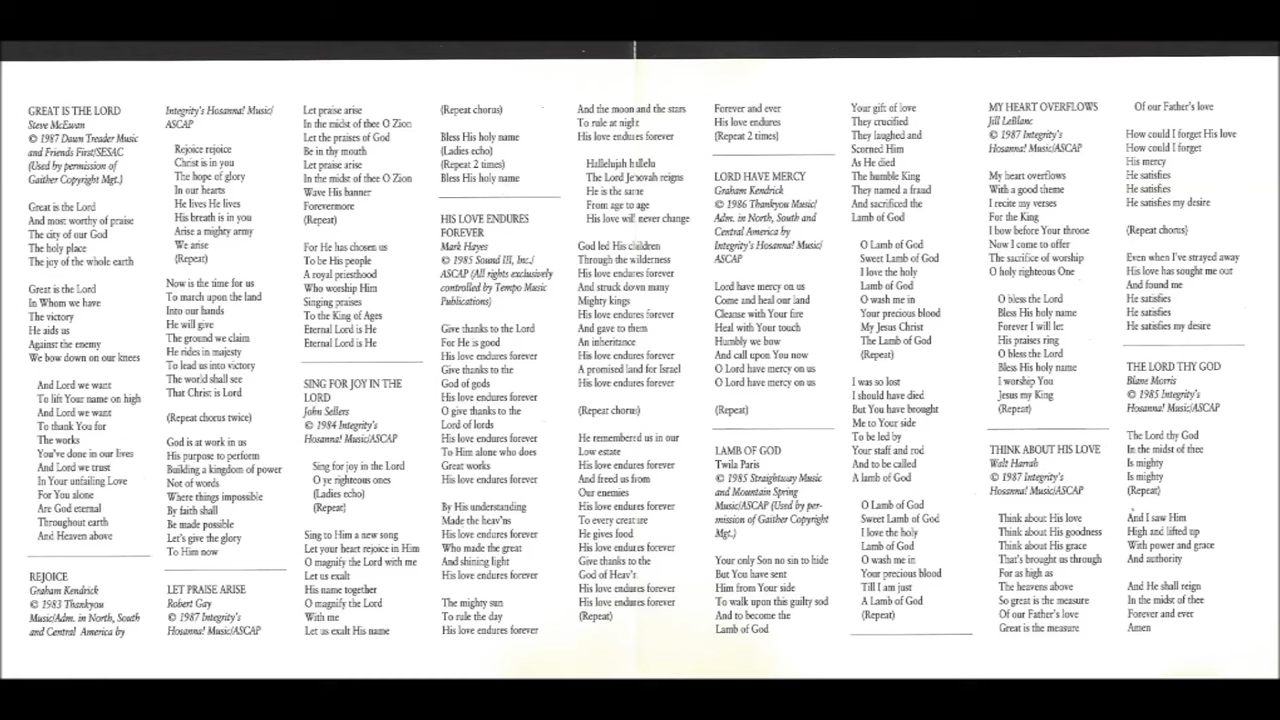 GREAT IS THE LORD
Steve McEwan
© 1987 Dawn Treader Music
and Friends First/SESAC
(Used by permission of
Gaither Copyright Mgt.)
Great is the Lord
And most worthy of praise
The city of our God
The holy place
The joy of the whole earth
Great is the Lord
In Whom we have
The victory
He aids us
Against the enemy
We bow down on our knees
And Lord we want
To lift Your name on high
And Lord we want
To thank You for
The works
You've done in our lives
And Lord we trust
In Your unfailing Love
For You alone
Are God eternal
Throughout earth
And Heaven above
REJOICE
Graham Kendrick
© 1983 Thankyou
Music/Adm. in North, South
and Central America by
Integrity's Hosanna! Music/
ASCAP
Rejoice rejoice
Christ is in you
The hope of glory
In our hearts
He lives He lives
His breath is in you
Arise a mighty army
We arise
(Repeat)
Now is the time for us
To march upon the land
Into our hands
He will give
The ground we claim
He rides in majesty
To lead us into victory
The world shall see
That Christ is Lord
(Repeat chorus twice)
God is at work in us
His purpose to perform
Building a kingdom of power
Not of words
Where things impossible
By faith shall
Be made possible
Let's give the glory
To Him now
LET PRAISE ARISE
Robert Gay
© 1987 Integrity's
Hosanna! Music/ASCAP
Let praise arise
In the midst of thee O Zion
Let the praises of God
Be in thy mouth
Let praise arise
In the midst of thee O Zion
Wave His banner
Forevermore
(Repeat)
For He has chosen us
To be His people
A royal priesthood
Who worship Him
Singing praises
To the King of Ages
Eternal Lord is He
Eternal Lord is He
SING FOR JOY IN THE
LORD
John Sellers
© 1984 Integrity's
Hosanna! Music/ASCAP
Sing for joy in the Lord
O ye righteous ones
(Ladies echo)
(Repeat)
Sing to Him a new song
Let your heart rejoice in Him
O magnify the Lord with me
Let us exalt
His name together
O magnify the Lord
With me
Let us exalt His name
(Repeat chorus)
Bless His holy name
(Ladies echo)
(Repeat 2 times)
Bless His holy name
HIS LOVE ENDURES
FOREVER
Mark Hayes
© 1985 Sound III, Inc./
ASCAP (All rights exclusively
controlled by Tempo Music
Publications)
Give thanks to the Lord
For He is good
His love endures forever
Give thanks to the
God of gods
His love endures forever
O give thanks to the
Lord of lords
His love endures forever
To Him alone who does
Great works
His love endures forever
By His understanding
Made the heav'ns
His love endures forever
Who made the great
And shining light
His love endures forever
The mighty sun
To rule the day
His love endures forever
And the moon and the stars
To rule at night
His love endures forever
Hallelujah hallelu
The Lord Jehovah reigns
He is the same
From age to age
His love will never change
God led His children
Through the wilderness
His love endures forever
And struck down many
Mighty kings
His love endures forever
And gave to them
An inheritance
His love endures forever
A promised land for Israel
His love endures forever
(Repeat chorus)
He remembered us in our
Low estate
His love endures forever
And freed us from
Our enemies
His love endures forever
To every creature
He gives food
His love endures forever
Give thanks to the
God of Heav'n
His love endures forever
His love endures forever
(Repeat)
Forever and ever
His love endures
(Repeat 2 times)
LORD HAVE MERCY
Graham Kendrick
© 1986 Thankyou Music/
Adm. in North, South and
Central America by
Integrity's Hosanna! Music/
ASCAP
Lord have mercy on us
Come and heal our land
Cleanse with Your fire
Heal with Your touch
Humbly we bow
And call upon You now
O Lord have mercy on us
O Lord have mercy on us
(Repeat)
LAMB OF GOD
Twila Paris
© 1985 Straightway Music
and Mountain Spring
Music/ASCAP (Used by per-
mission of Gaither Copyright
Mgt.)
Your only Son no sin to hide
But You have sent
Him from Your side
To walk upon this guilty sod
And to become the
Lamb of God
Your gift of love
They crucified
They laughed and
Scorned Him
As He died
The humble King
They named a fraud
And sacrificed the
Lamb of God
O Lamb of God
Sweet Lamb of God
I love the holy
Lamb of God
O wash me in
Your precious blood
My Jesus Christ
The Lamb of God
(Repeat)
I was so lost
I should have died
But You have brought
Me to Your side
To be led by
Your staff and rod
And to be called
A lamb of God
O Lamb of God
Sweet Lamb of God
I love the holy
Lamb of God
O wash me in
Your precious blood
Till I am just
A Lamb of God
(Repeat)
MY HEART OVERFLOWS
Jill LeBlanc
© 1987 Integrity's
Hosanna! Music/ASCAP
My heart overflows
With a good theme
I recite my verses
For the King
I bow before Your throne
Now I come to offer
The sacrifice of worship
O holy righteous One
O bless the Lord
Bless His holy name
Forever I will let
His praises ring
O bless the Lord
Bless His holy name
I worship You
Jesus my King
(Repeat)
THINK ABOUT HIS LOVE
Walt Harrah
© 1987 Integrity's
Hosanna! Music/ASCAP
Think about His love
Think about His goodness
Think about His grace
That's brought us through
For as high as
The heavens above
So great is the measure
Of our Father's love
Great is the measure
Of our Father's love
How could I forget His love
How could I forget
His mercy
He satisfies
He satisfies
He satisfies my desire
(Repeat chorus)
Even when I've strayed away
His love has sought me out
And found me
He satisfies
He satisfies
He satisfies my desire
THE LORD THY GOD
Blane Morris
© 1985 Integrity's
Hosanna! Music/ASCAP
The Lord thy God
In the midst of thee
Is mighty
Is mighty
(Repeat)
And I saw Him
High and lifted up
With power and grace
And authority
And He shall reign
In the midst of thee
Forever and ever
Amen